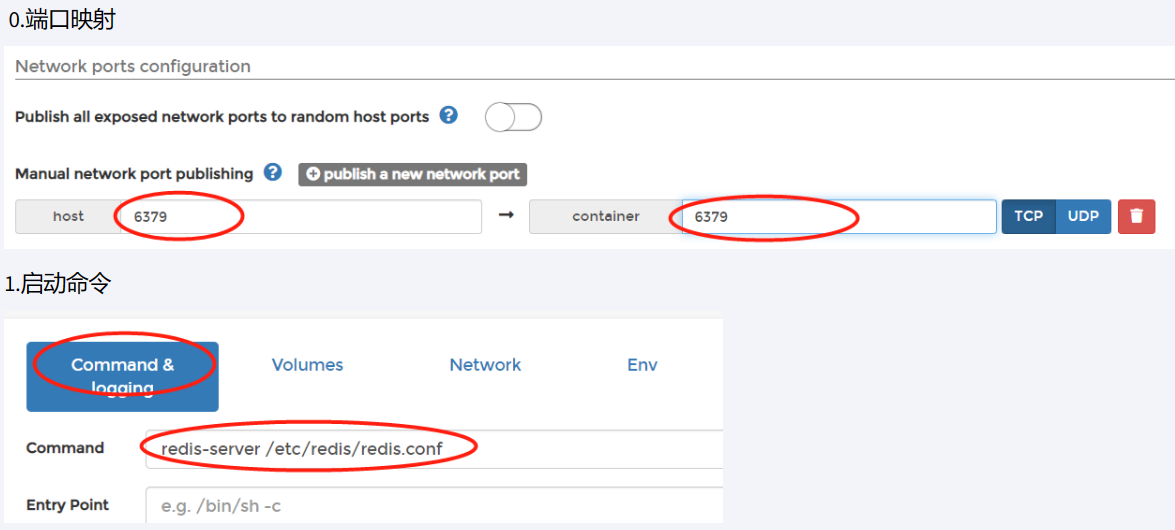 0.端口映射
Network ports configuration
Publish all exposed network ports to random host ports ?
Manual network port publishing ? publish a new network port
host 6379 → container 6379 TCP UDP
1.启动命令
Command & logging Volumes Network Env
Command redis-server /etc/redis/redis.conf
Entry Point e.g. /bin/sh -c